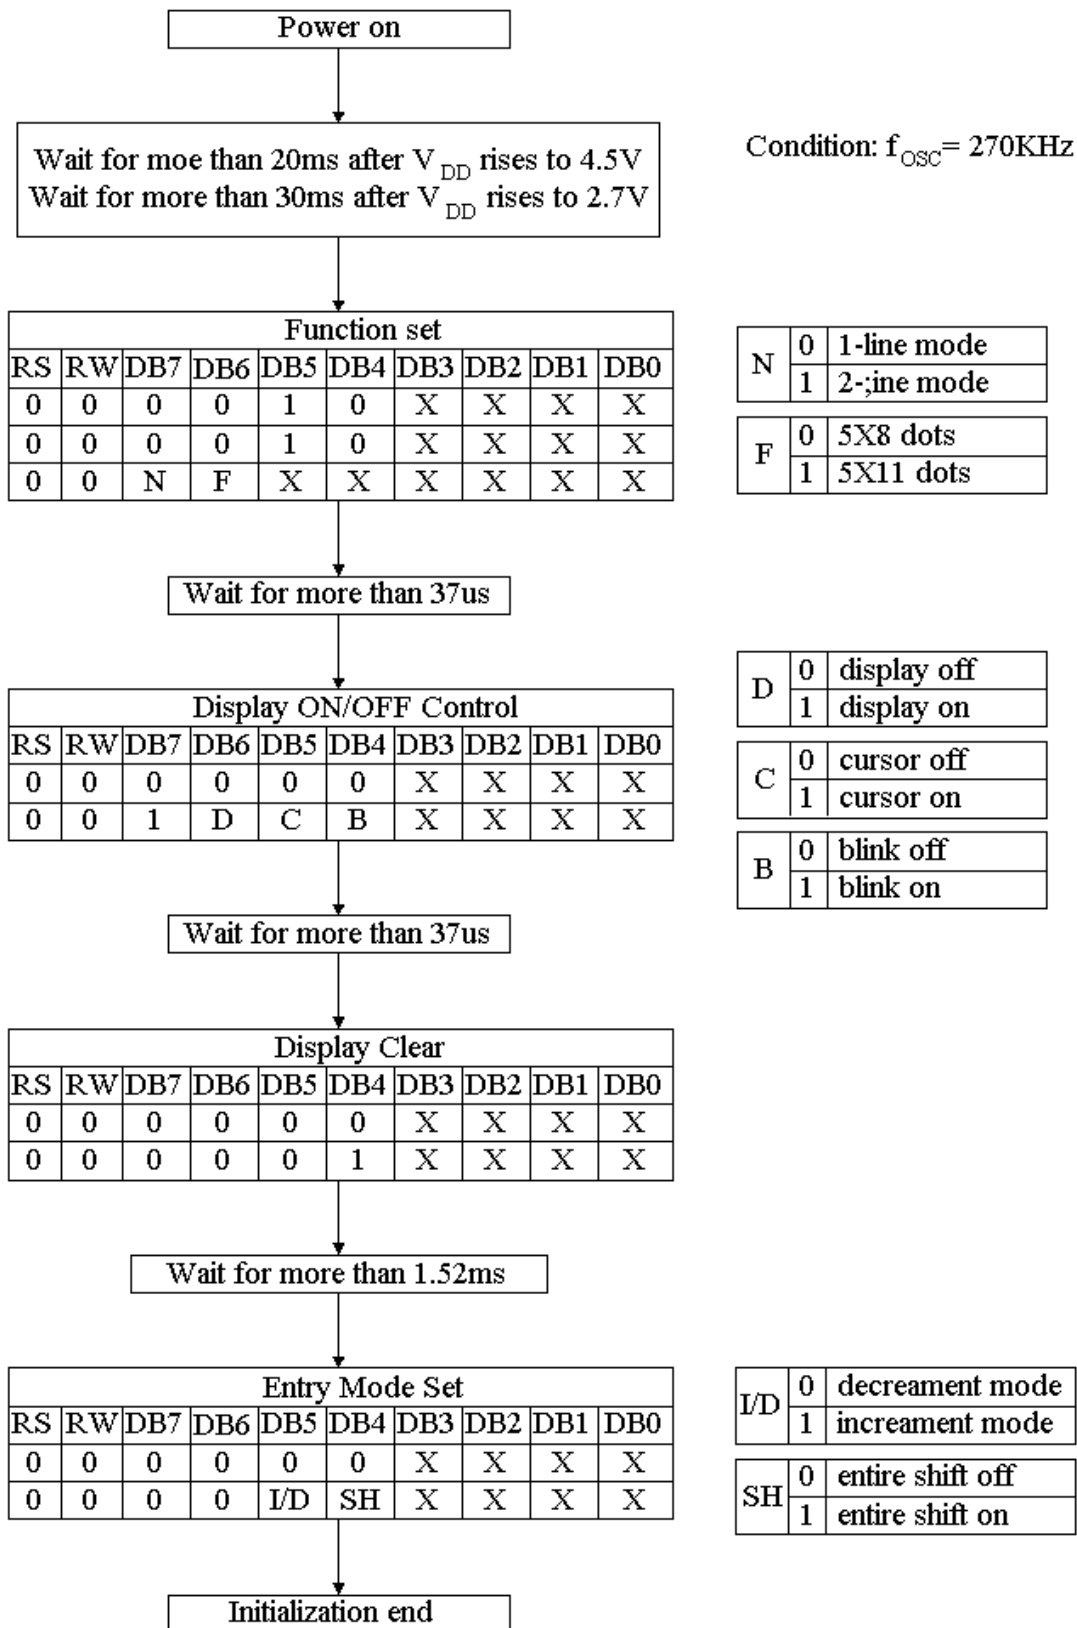 Power on
Wait for moe than 20ms after VDD rises to 4.5V
Wait for more than 30ms after VDD rises to 2.7V
Condition: fOSC= 270KHz
Function set
RS RW DB7 DB6 DB5 DB4 DB3 DB2 DB1 DB0
0 0 0 0 1 0 X X X X
0 0 0 0 1 0 X X X X
0 0 N F X X X X X X
N
0 1-line mode
1 2-;ine mode
F
0 5X8 dots
1 5X11 dots
Wait for more than 37us
Display ON/OFF Control
RS RW DB7 DB6 DB5 DB4 DB3 DB2 DB1 DB0
0 0 0 0 0 0 X X X X
0 0 1 D C B X X X X
D
0 display off
1 display on
C
0 cursor off
1 cursor on
B
0 blink off
1 blink on
Wait for more than 37us
Display Clear
RS RW DB7 DB6 DB5 DB4 DB3 DB2 DB1 DB0
0 0 0 0 0 0 X X X X
0 0 0 0 0 1 X X X X
Wait for more than 1.52ms
Entry Mode Set
RS RW DB7 DB6 DB5 DB4 DB3 DB2 DB1 DB0
0 0 0 0 0 0 X X X X
0 0 0 0 I/D SH X X X X
I/D
0 decreament mode
1 increament mode
SH
0 entire shift off
1 entire shift on
Initialization end